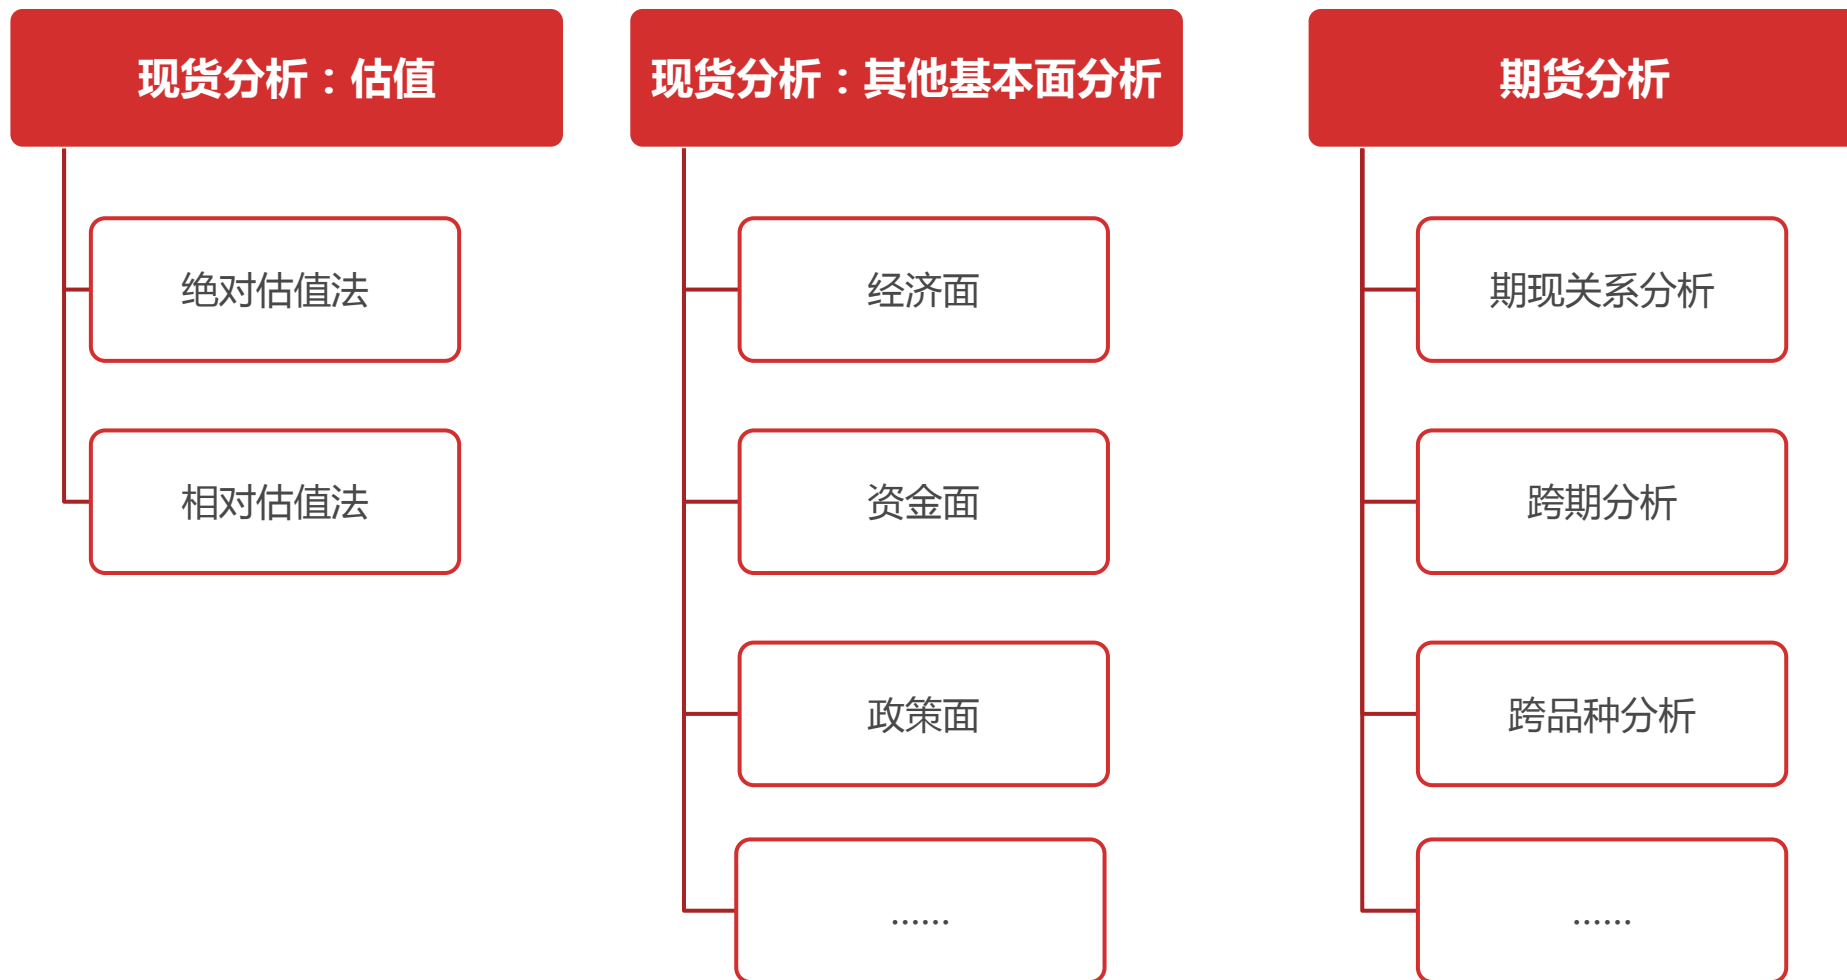 现货分析：估值
绝对估值法
相对估值法
现货分析：其他基本面分析
经济面
资金面
政策面
……
期货分析
期现关系分析
跨期分析
跨品种分析
……